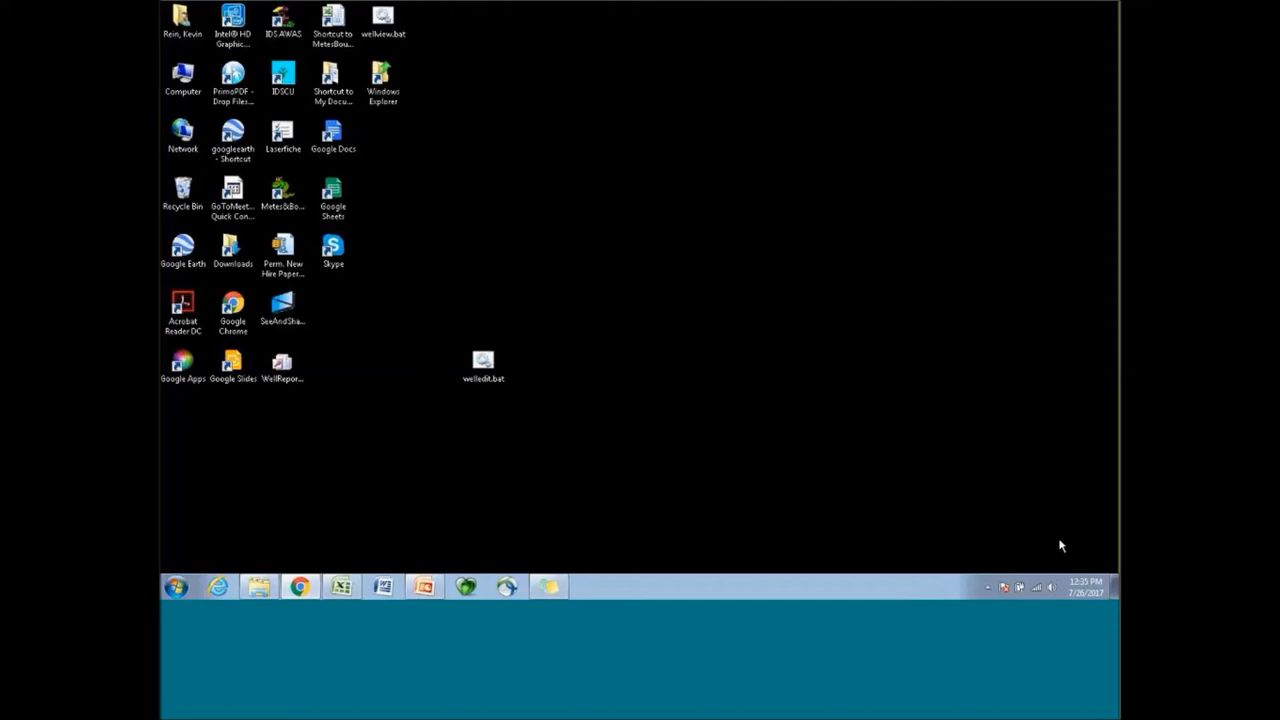 Rein, Kevin
Intel® HD
Graphic...
IDS AWAS
Shortcut to
MetesBou...
wellview.bat
Computer
PrimoPDF -
Drop Files...
IDSCU
Shortcut to
My Docu...
Windows
Explorer
Network
googleearth
- Shortcut
Laserfiche
Google Docs
Recycle Bin
GoToMeet...
Quick Con...
Metes&Bo...
Google
Sheets
Google Earth
Downloads
Perm. New
Hire Paper...
Skype
Acrobat
Reader DC
Google
Chrome
SeeAndSha...
Google Apps
Google Slides
WellRepor...
welledit.bat
12:35 PM
7/26/2017